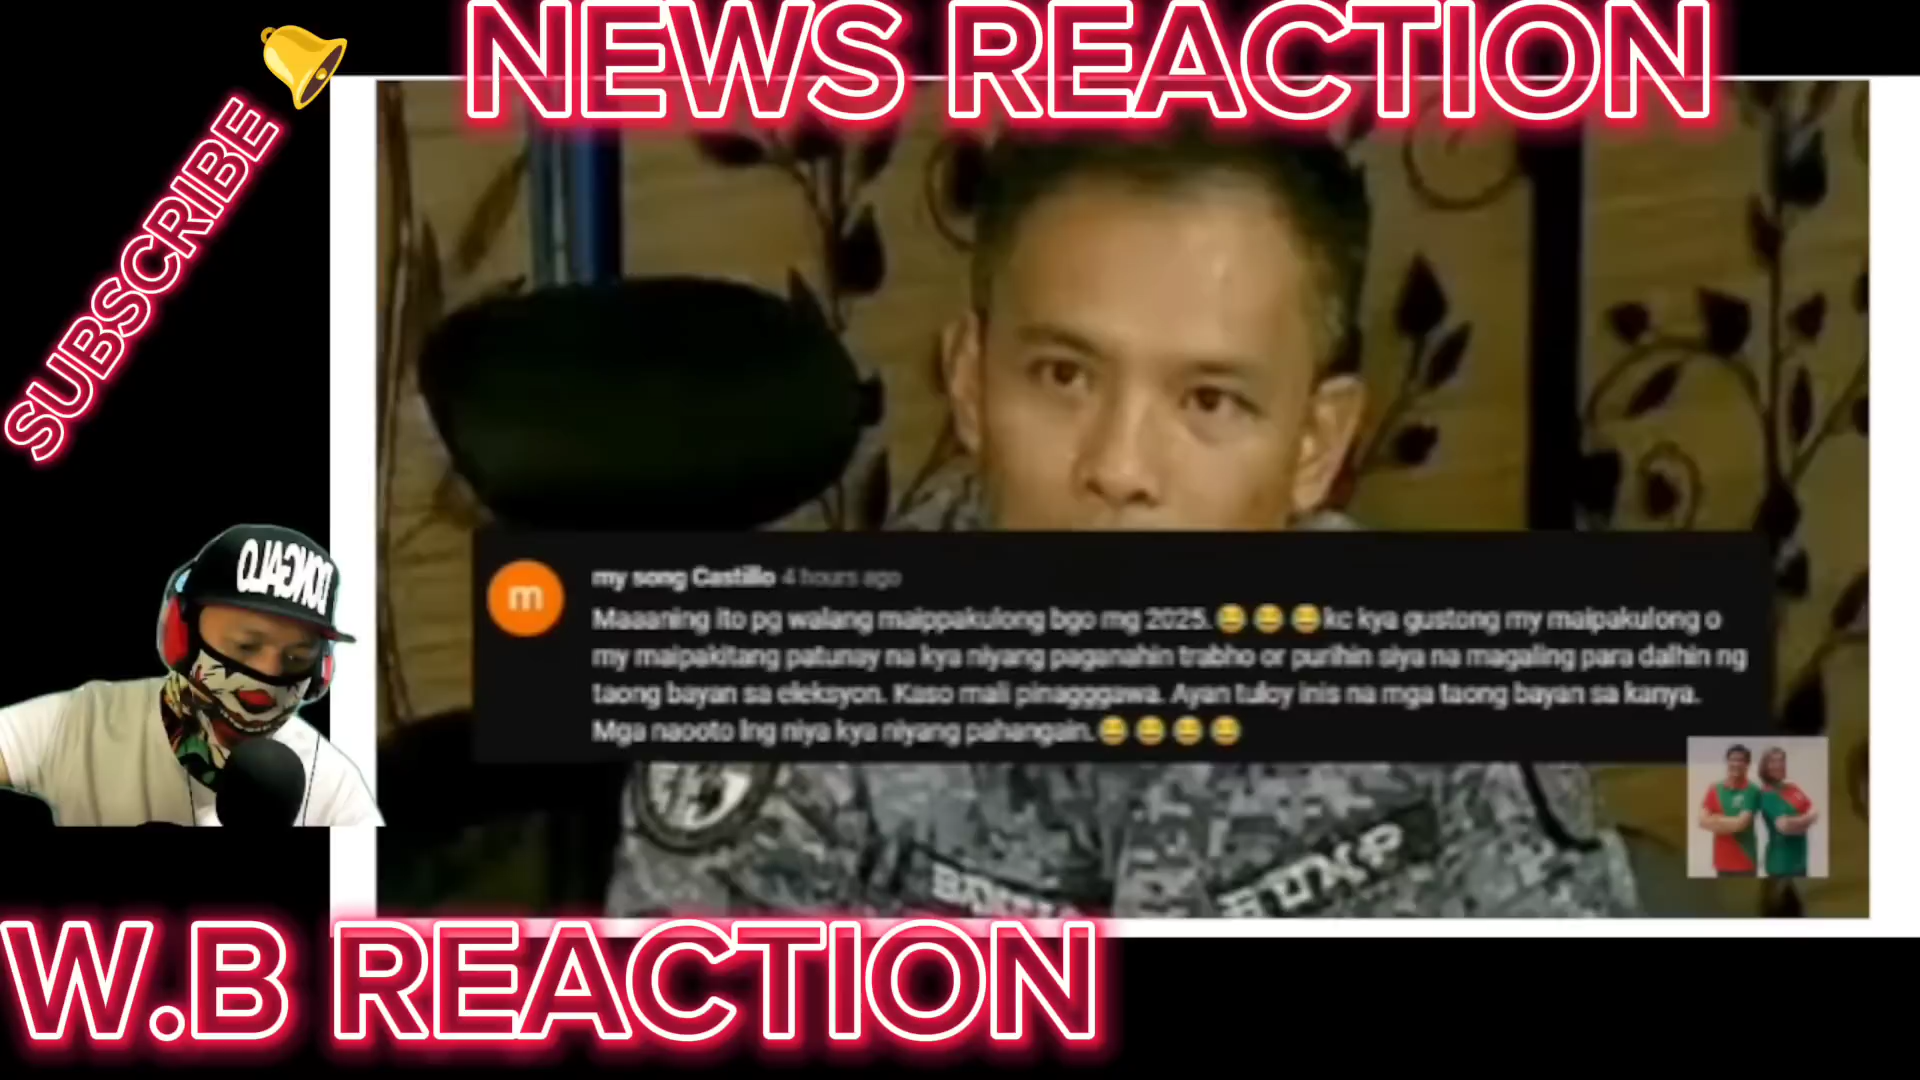 NEWS REACTION
SUBSCRIBE
DONGALO
my song Castillo 4 hours ago
Maaaning ito pg walang maippakulong bgo mg 2025.😂😂😂kc kya gustong my maipakulong o
my maipakitang patunay na kya niyang paganahin trabho or purihin siya na magaling para dalhin ng
taong bayan sa eleksyon. Kaso mali pinagggawa. Ayan tuloy inis na mga taong bayan sa kanya.
Mga naooto lng niya kya niyang pahangain.😂😂😂😂
m
W.B REACTION